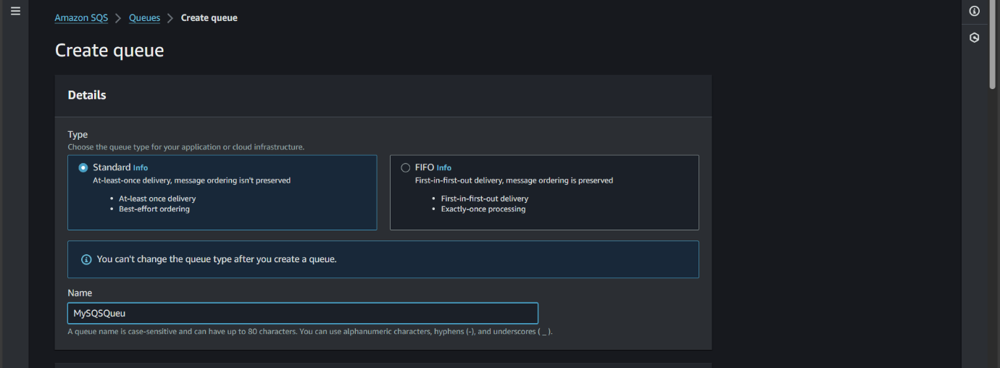 Amazon SQS > Queues > Create queue
Create queue
Details
Type
Choose the queue type for your application or cloud infrastructure.
Standard Info
At-least-once delivery, message ordering isn't preserved
• At-least once delivery
• Best-effort ordering
FIFO Info
First-in-first-out delivery, message ordering is preserved
• First-in-first-out delivery
• Exactly-once processing
You can't change the queue type after you create a queue.
Name
MySQSQueu
A queue name is case-sensitive and can have up to 80 characters. You can use alphanumeric characters, hyphens (-), and underscores ( _ ).